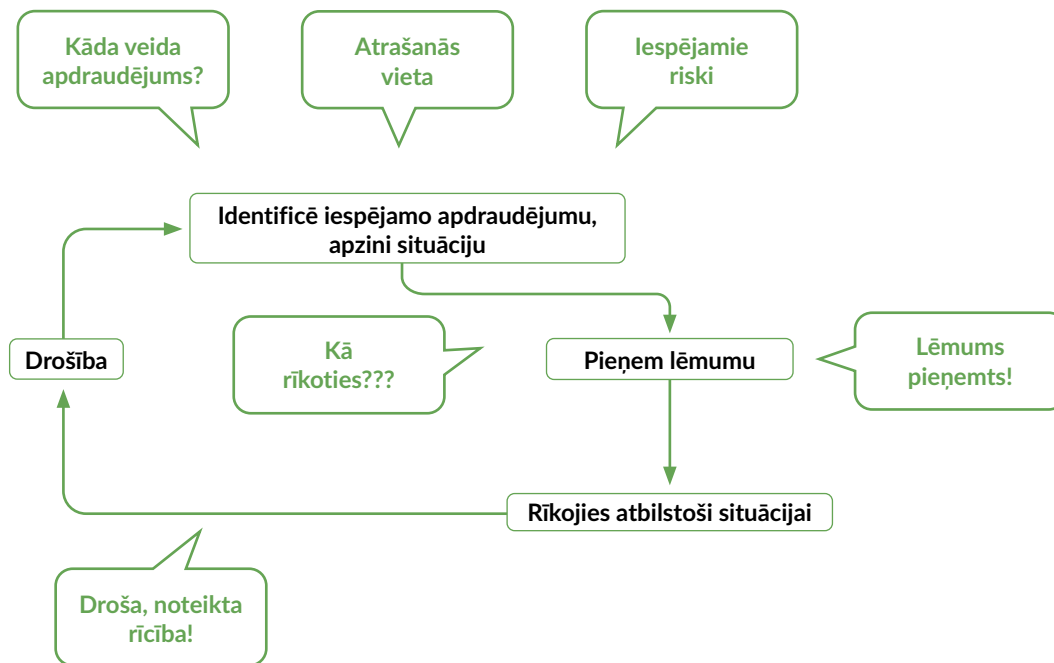 Kāda veida
apdraudējums?
Atrašanās
vieta
Iespējamie
riski
Identificē iespējamo apdraudējumu,
apzini situāciju
Drošība
Kā
rīkoties???
Pieņem lēmumu
Lēmums
pieņemts!
Rīkojies atbilstoši situācijai
Droša, noteikta
rīcība!